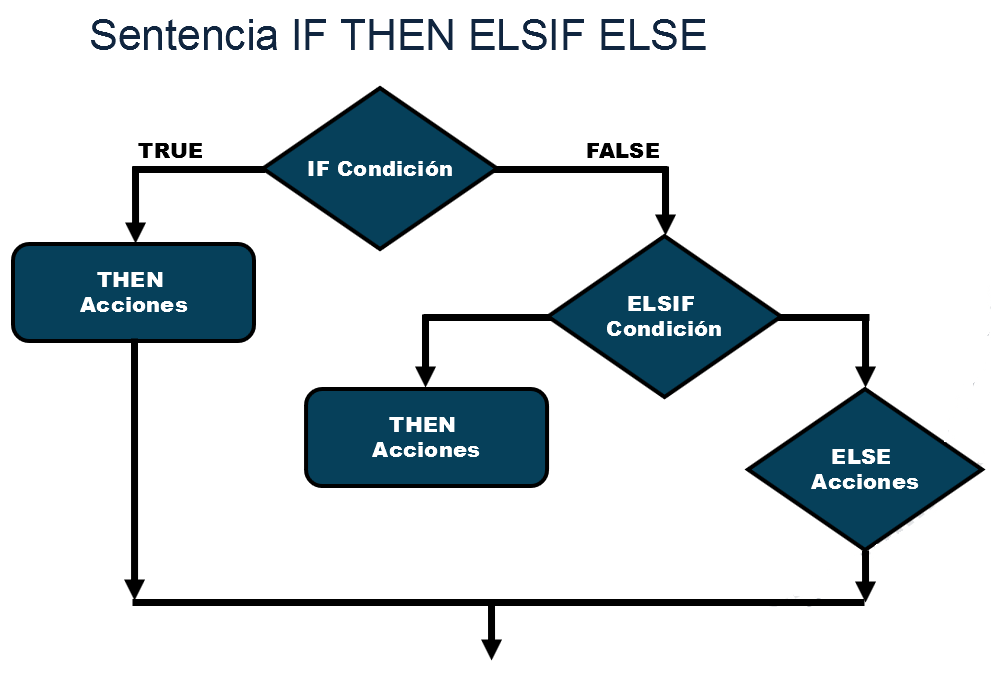 Sentencia IF THEN ELSIF ELSE
TRUE
FALSE
IF Condición
THEN
Acciones
ELSIF
Condición
THEN
Acciones
ELSE
Acciones